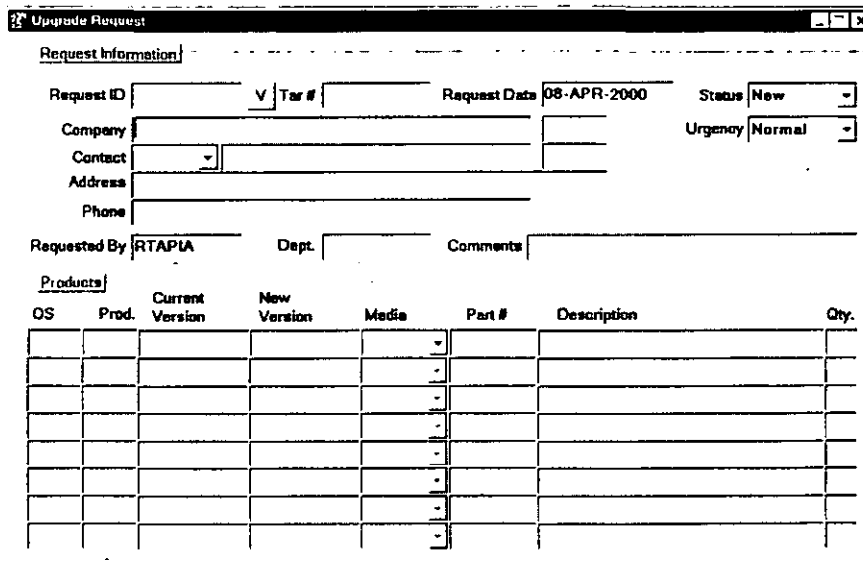 Upgrade Request
Request Information
Request ID V Tar # Request Date 08-APR-2000 Status New
Company Urgency Normal
Contact
Address
Phone
Requested By RTAPIA Dept. Comments
Products
OS Prod. Current Version New Version Media Part # Description Qty.